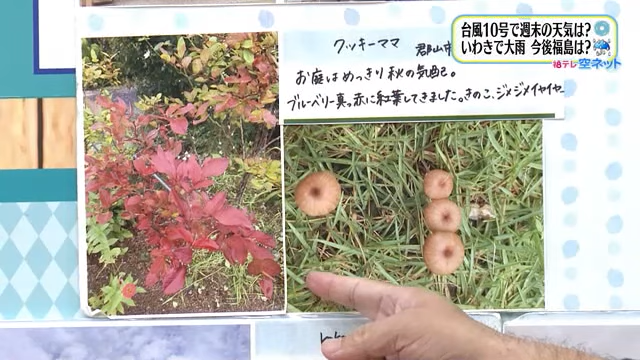 台風10号で週末の天気は?
いわきで大雨 今後福島は?
福テレ空ネット
クッキーママ 郡山市
お庭はめっきり秋の気配。
ブルーベリー真っ赤に紅葉してきました。きのこ、ジメジメイヤイヤー